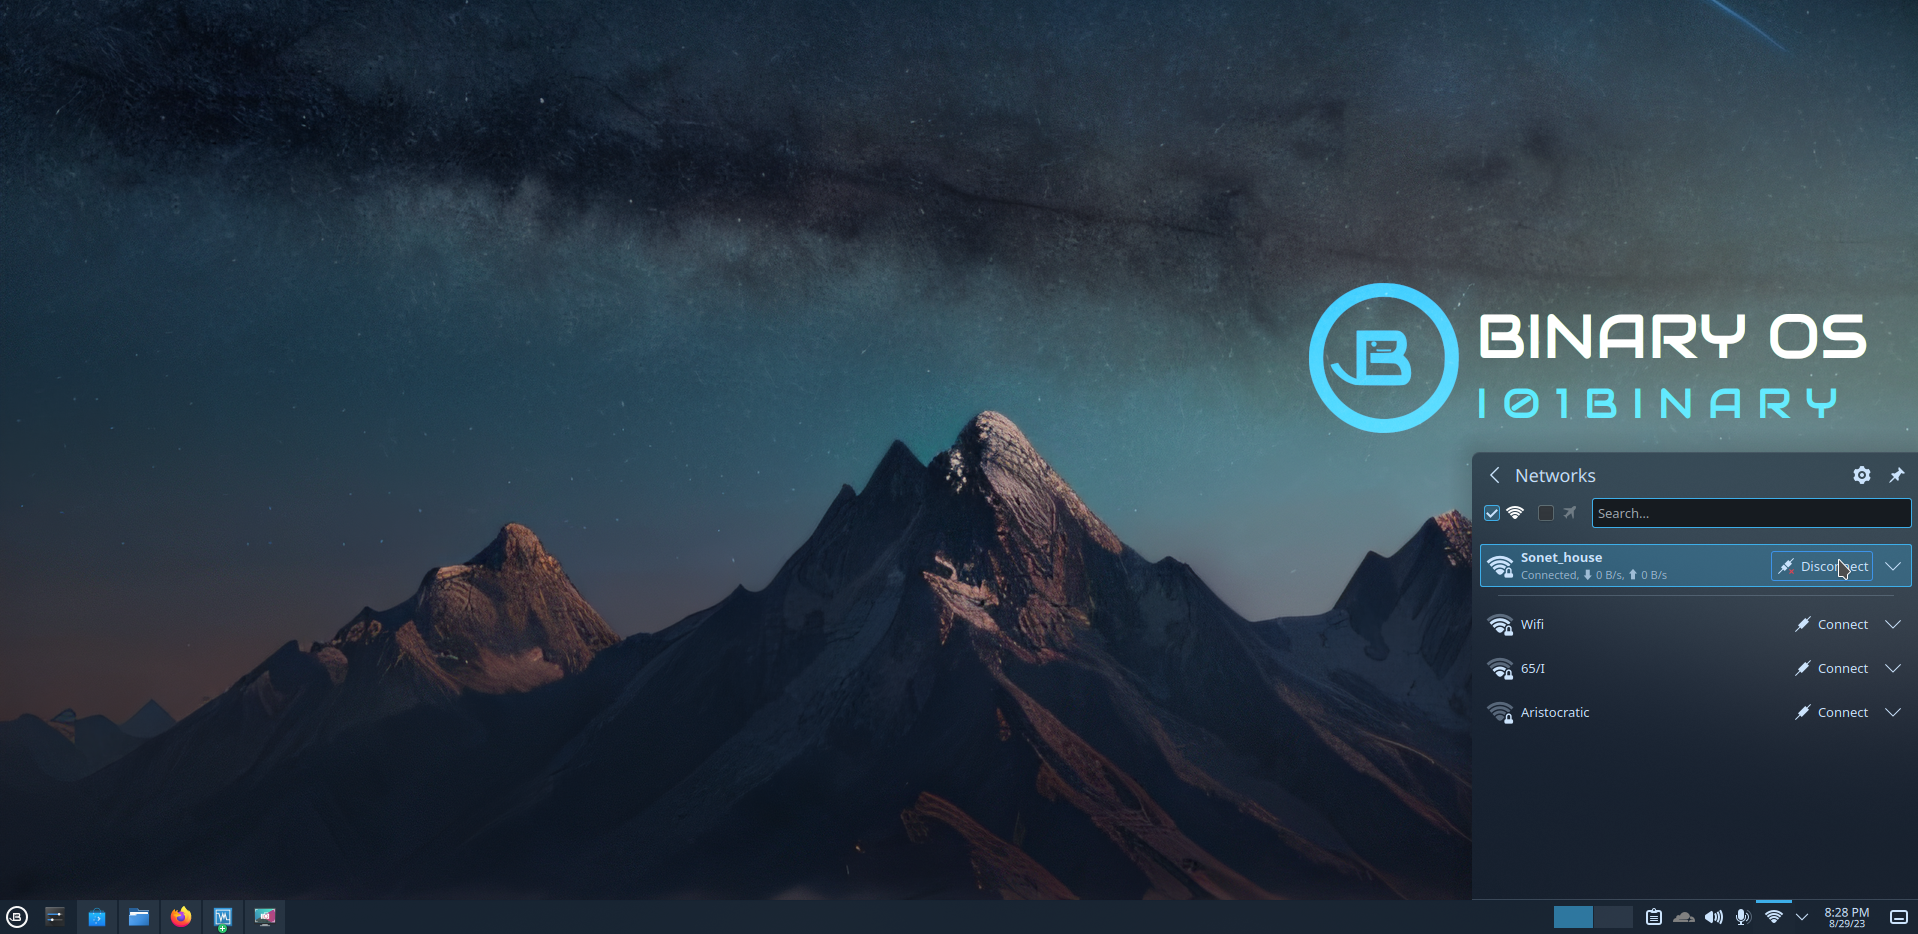 BINARY OS
101BINARY
Networks
Search...
Sonet_house
Connected, ⬇ 0 B/s, ⬆ 0 B/s
Disconnect
Wifi
Connect
65/I
Connect
Aristocratic
Connect
8:28 PM
8/29/23